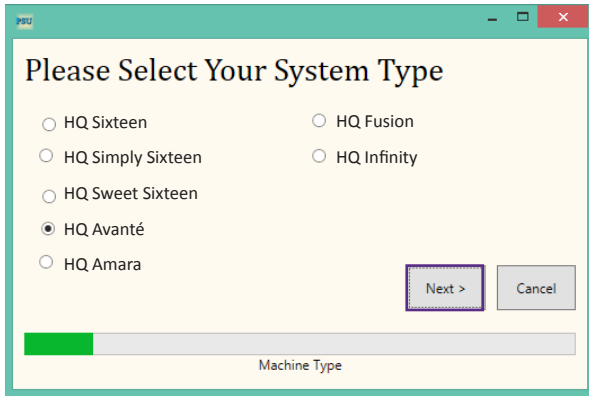 PSU
Please Select Your System Type
HQ Sixteen
HQ Simply Sixteen
HQ Sweet Sixteen
HQ Avanté
HQ Amara
HQ Fusion
HQ Infinity
Next >
Cancel
Machine Type